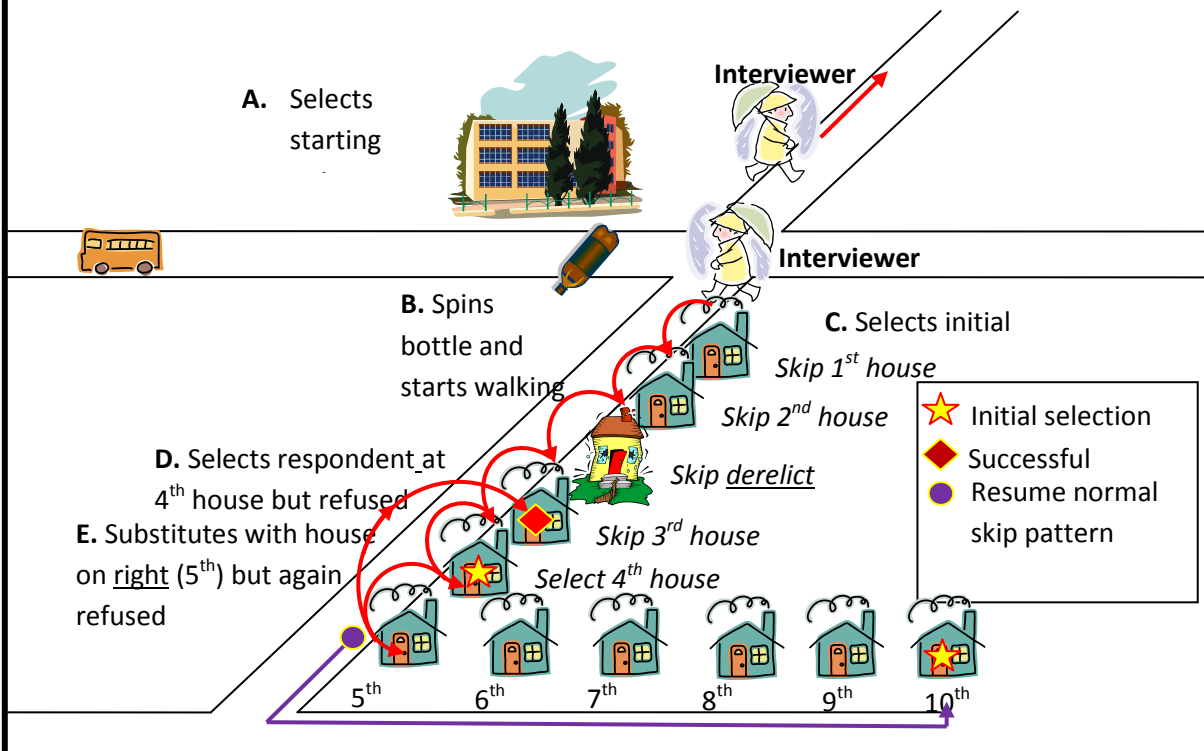 A. Selects
starting
Interviewer
Interviewer
B. Spins
bottle and
starts walking
C. Selects initial
Skip 1st house
Skip 2nd house
Skip derelict
Skip 3rd house
Select 4th house
D. Selects respondent at
4th house but refused
E. Substitutes with house
on right (5th) but again
refused
Initial selection
Successful
Resume normal
skip pattern
5th
6th
7th
8th
9th
10th